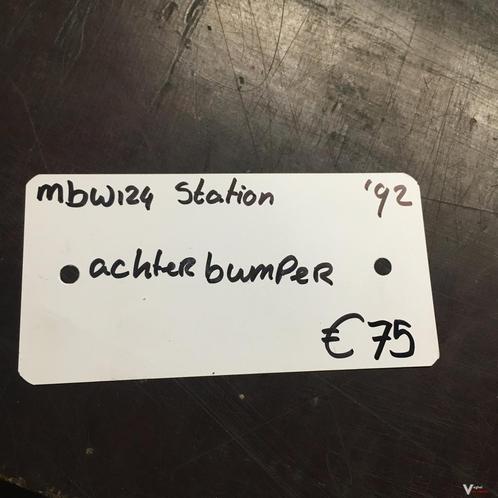 mbw124 Station '92
achterbumper
€75